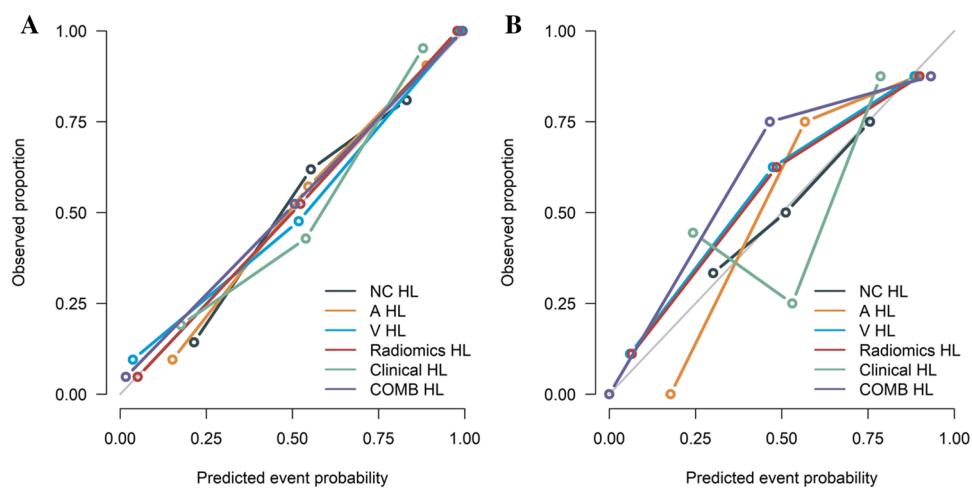 A
1.00
0.75
0.50
0.25
0.00
Observed proportion
NC HL
A HL
V HL
Radiomics HL
Clinical HL
COMB HL
0.00 0.25 0.50 0.75 1.00
Predicted event probability
B
1.00
0.75
0.50
0.25
0.00
Observed proportion
NC HL
A HL
V HL
Radiomics HL
Clinical HL
COMB HL
0.00 0.25 0.50 0.75 1.00
Predicted event probability